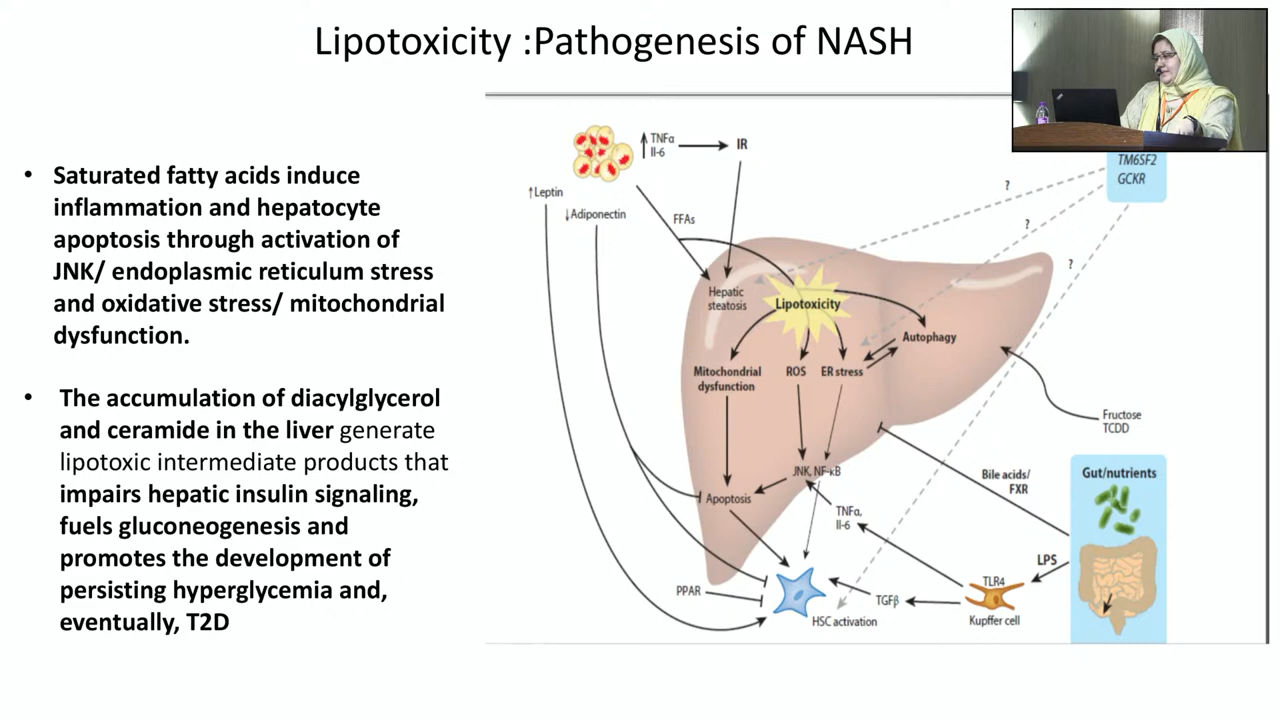 Lipotoxicity :Pathogenesis of NASH
• Saturated fatty acids induce
inflammation and hepatocyte
apoptosis through activation of
JNK/ endoplasmic reticulum stress
and oxidative stress/ mitochondrial
dysfunction.
• The accumulation of diacylglycerol
and ceramide in the liver generate
lipotoxic intermediate products that
impairs hepatic insulin signaling,
fuels gluconeogenesis and
promotes the development of
persisting hyperglycemia and,
eventually, T2D
TNFα
Il-6
IR
TM6SF2
GCKR
↑Leptin
↓Adiponectin
FFAs
?
?
?
Hepatic
steatosis
Lipotoxicity
Autophagy
Mitochondrial
dysfunction
ROS
ER stress
Fructose
TCDD
JNK, NF-κB
Apoptosis
TNFα,
Il-6
Bile acids/
FXR
Gut/nutrients
LPS
TLR4
Kupffer cell
TGFβ
PPAR
HSC activation